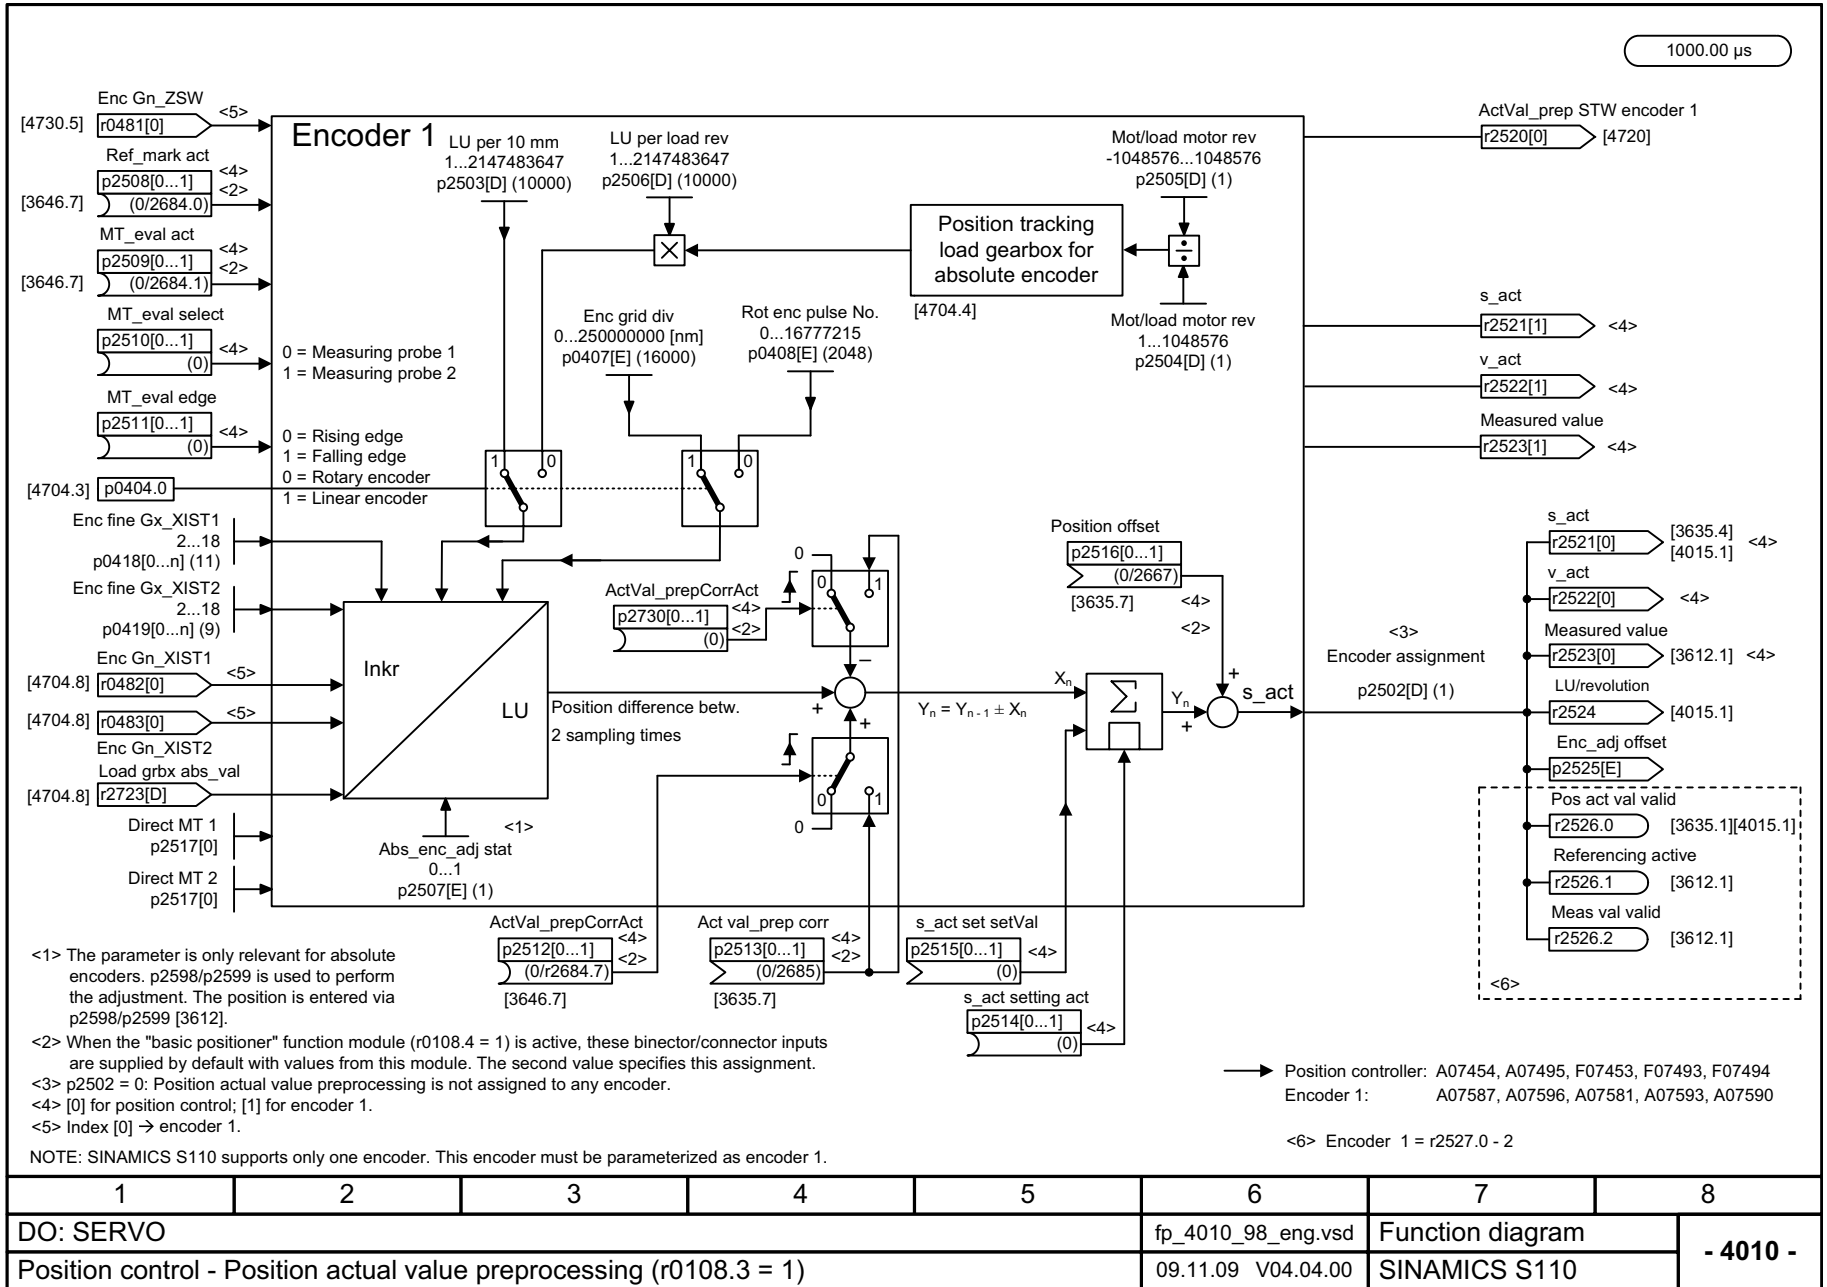 1000.00 µs
Enc Gn_ZSW
[4730.5]
r0481[0]
<5>
Ref_mark act
p2508[0...1]
<4>
<2>
[3646.7]
(0/2684.0)
MT_eval act
p2509[0...1]
<4>
<2>
[3646.7]
(0/2684.1)
MT_eval select
p2510[0...1]
<4>
(0)
MT_eval edge
p2511[0...1]
<4>
(0)
[4704.3]
p0404.0
Enc fine Gx_XIST1
2...18
p0418[0...n] (11)
Enc fine Gx_XIST2
2...18
p0419[0...n] (9)
Enc Gn_XIST1
<5>
[4704.8]
r0482[0]
[4704.8]
r0483[0]
<5>
Enc Gn_XIST2
Load grbx abs_val
[4704.8]
r2723[D]
Direct MT 1
p2517[0]
Direct MT 2
p2517[0]
Encoder 1
LU per 10 mm
1...2147483647
p2503[D] (10000)
LU per load rev
1...2147483647
p2506[D] (10000)
Mot/load motor rev
-1048576...1048576
p2505[D] (1)
Position tracking
load gearbox for
absolute encoder
[4704.4]
Mot/load motor rev
1...1048576
p2504[D] (1)
Enc grid div
0...250000000 [nm]
p0407[E] (16000)
Rot enc pulse No.
0...16777215
p0408[E] (2048)
0 = Measuring probe 1
1 = Measuring probe 2
0 = Rising edge
1 = Falling edge
0 = Rotary encoder
1 = Linear encoder
1
0
1
0
Inkr
LU
Position difference betw.
2 sampling times
<1>
Abs_enc_adj stat
0...1
p2507[E] (1)
ActVal_prepCorrAct
p2730[0...1]
<4>
<2>
(0)
0
0
1
–
+
+
0
1
0
Yn = Yn - 1 ± Xn
Xn
Σ
Yn
+
+
s_act
Position offset
p2516[0...1]
(0/2667)
[3635.7]
<4>
<2>
<3>
Encoder assignment
p2502[D] (1)
ActVal_prepCorrAct
p2512[0...1]
<4>
<2>
(0/r2684.7)
[3646.7]
Act val_prep corr
p2513[0...1]
<4>
<2>
(0/2685)
[3635.7]
s_act set setVal
p2515[0...1]
<4>
(0)
s_act setting act
p2514[0...1]
<4>
(0)
ActVal_prep STW encoder 1
r2520[0]
[4720]
s_act
r2521[1]
<4>
v_act
r2522[1]
<4>
Measured value
r2523[1]
<4>
s_act
r2521[0]
[3635.4]
[4015.1]
<4>
v_act
r2522[0]
<4>
Measured value
r2523[0]
[3612.1] <4>
LU/revolution
r2524
[4015.1]
Enc_adj offset
p2525[E]
Pos act val valid
r2526.0
[3635.1][4015.1]
Referencing active
r2526.1
[3612.1]
Meas val valid
r2526.2
[3612.1]
<6>
<1> The parameter is only relevant for absolute
encoders. p2598/p2599 is used to perform
the adjustment. The position is entered via
p2598/p2599 [3612].
<2> When the "basic positioner" function module (r0108.4 = 1) is active, these binector/connector inputs
are supplied by default with values from this module. The second value specifies this assignment.
<3> p2502 = 0: Position actual value preprocessing is not assigned to any encoder.
<4> [0] for position control; [1] for encoder 1.
<5> Index [0] → encoder 1.
NOTE: SINAMICS S110 supports only one encoder. This encoder must be parameterized as encoder 1.
Position controller: A07454, A07495, F07453, F07493, F07494
Encoder 1: A07587, A07596, A07581, A07593, A07590
<6> Encoder 1 = r2527.0 - 2
1 2 3 4 5 6 7 8
DO: SERVO
fp_4010_98_eng.vsd
Function diagram
- 4010 -
Position control - Position actual value preprocessing (r0108.3 = 1)
09.11.09 V04.04.00
SINAMICS S110